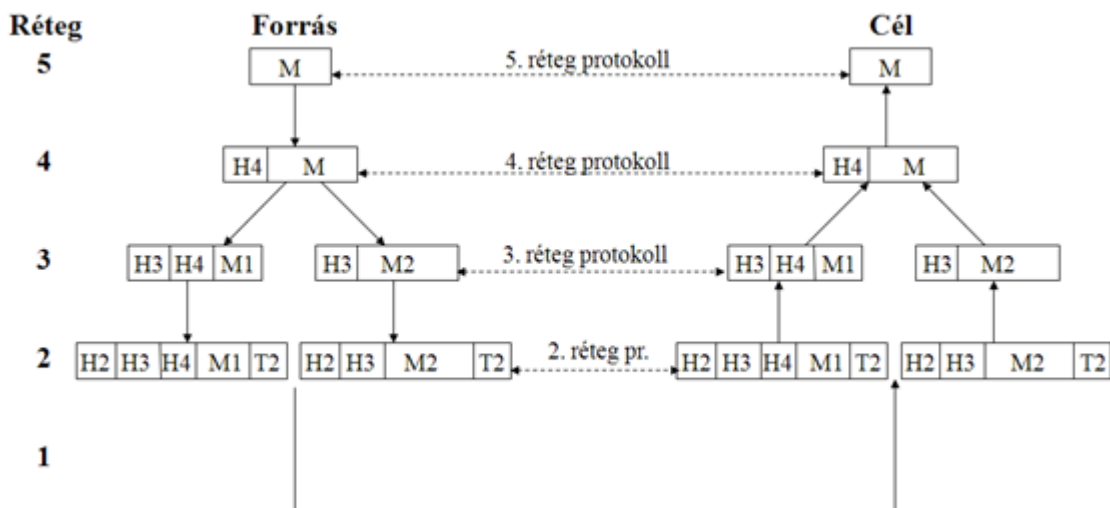 Réteg Forrás Cél
5 M 5. réteg protokoll M
4 H4 M 4. réteg protokoll H4 M
3 H3 H4 M1 H3 M2 3. réteg protokoll H3 H4 M1 H3 M2
2 H2 H3 H4 M1 T2 H2 H3 M2 T2 2. réteg pr. H2 H3 H4 M1 T2 H2 H3 M2 T2
1